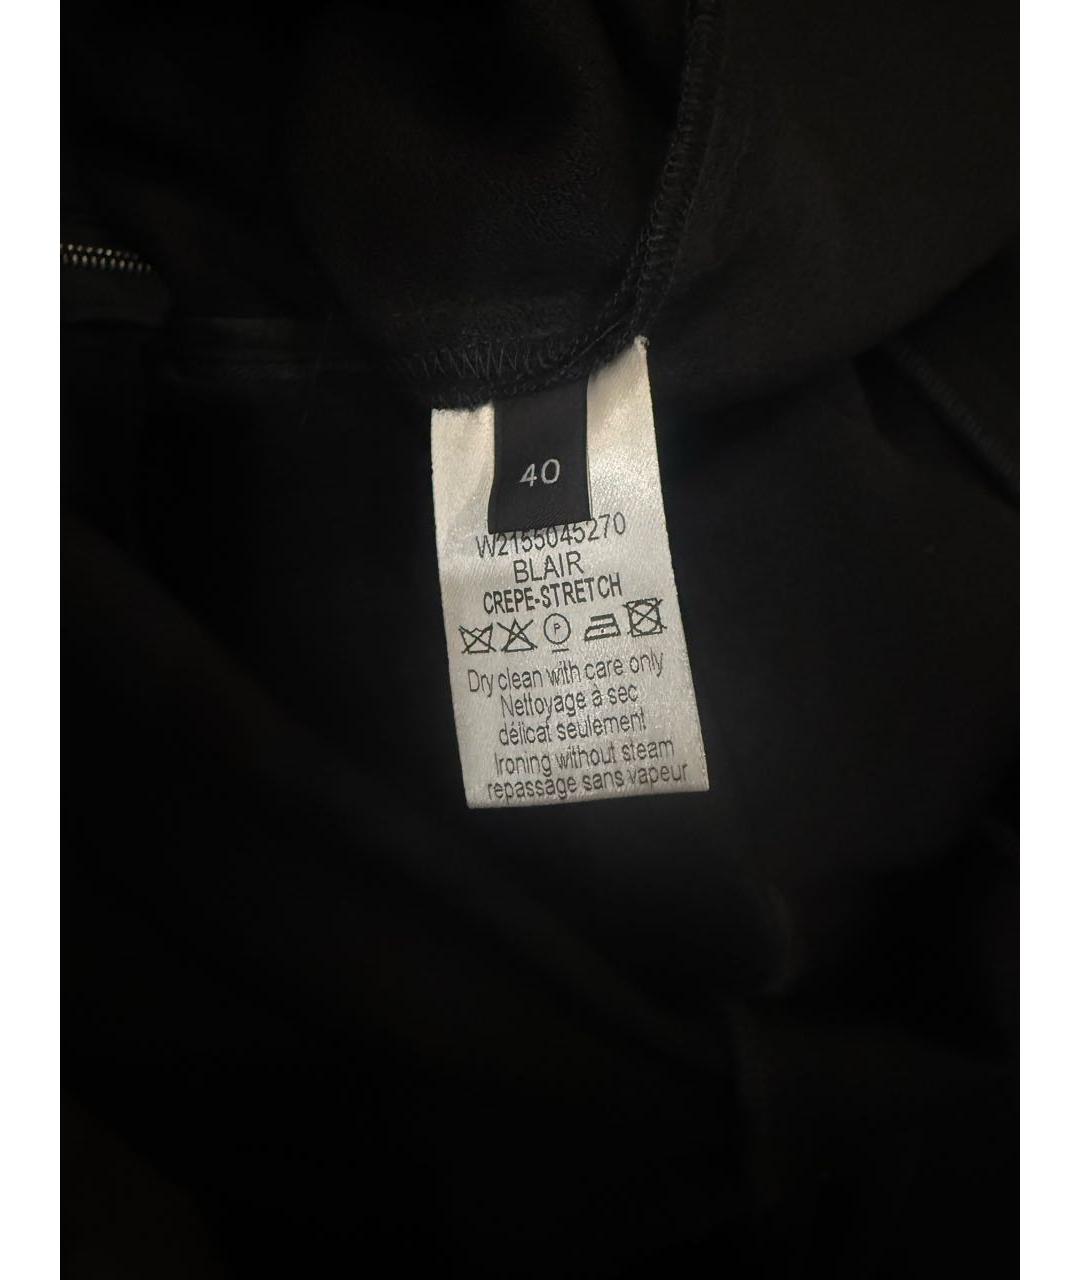 40
W2155045270
BLAIR
CREPE-STRETCH
P
Dry clean with care only
Nettoyage à sec
délicat seulement
Ironing without steam
repassage sans vapeur